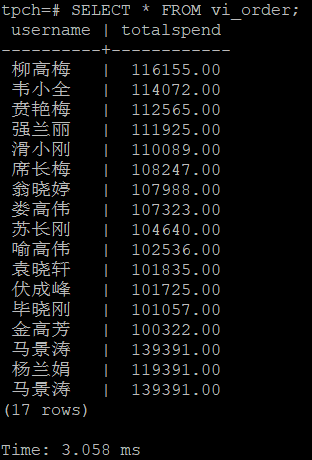 tpch=# SELECT * FROM vi_order;
username | totalspend
----------+------------
柳高梅 | 116155.00
韦小全 | 114072.00
贲艳梅 | 112565.00
强兰丽 | 111925.00
滑小刚 | 110089.00
席长梅 | 108247.00
翁晓婷 | 107988.00
娄高伟 | 107323.00
苏长刚 | 104640.00
喻高伟 | 102536.00
袁晓轩 | 101835.00
伏成峰 | 101725.00
毕晓刚 | 101057.00
金高芳 | 100322.00
马景涛 | 139391.00
杨兰娟 | 119391.00
马景涛 | 139391.00
(17 rows)
Time: 3.058 ms